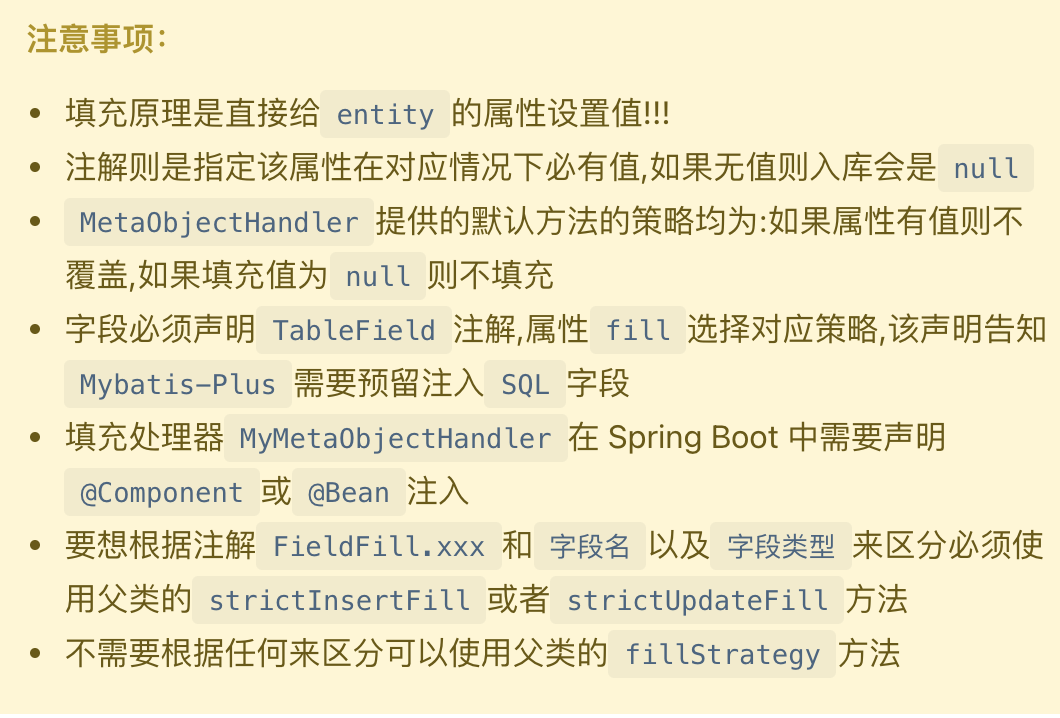 注意事项：
• 填充原理是直接给 entity 的属性设置值!!!
• 注解则是指定该属性在对应情况下必有值,如果无值则入库会是 null
• MetaObjectHandler 提供的默认方法的策略均为:如果属性有值则不
覆盖,如果填充值为 null 则不填充
• 字段必须声明 TableField 注解,属性 fill 选择对应策略,该声明告知
Mybatis-Plus 需要预留注入 SQL 字段
• 填充处理器 MyMetaObjectHandler 在 Spring Boot 中需要声明
@Component 或 @Bean 注入
• 要想根据注解 FieldFill.xxx 和 字段名 以及 字段类型 来区分必须使
用父类的 strictInsertFill 或者 strictUpdateFill 方法
• 不需要根据任何来区分可以使用父类的 fillStrategy 方法